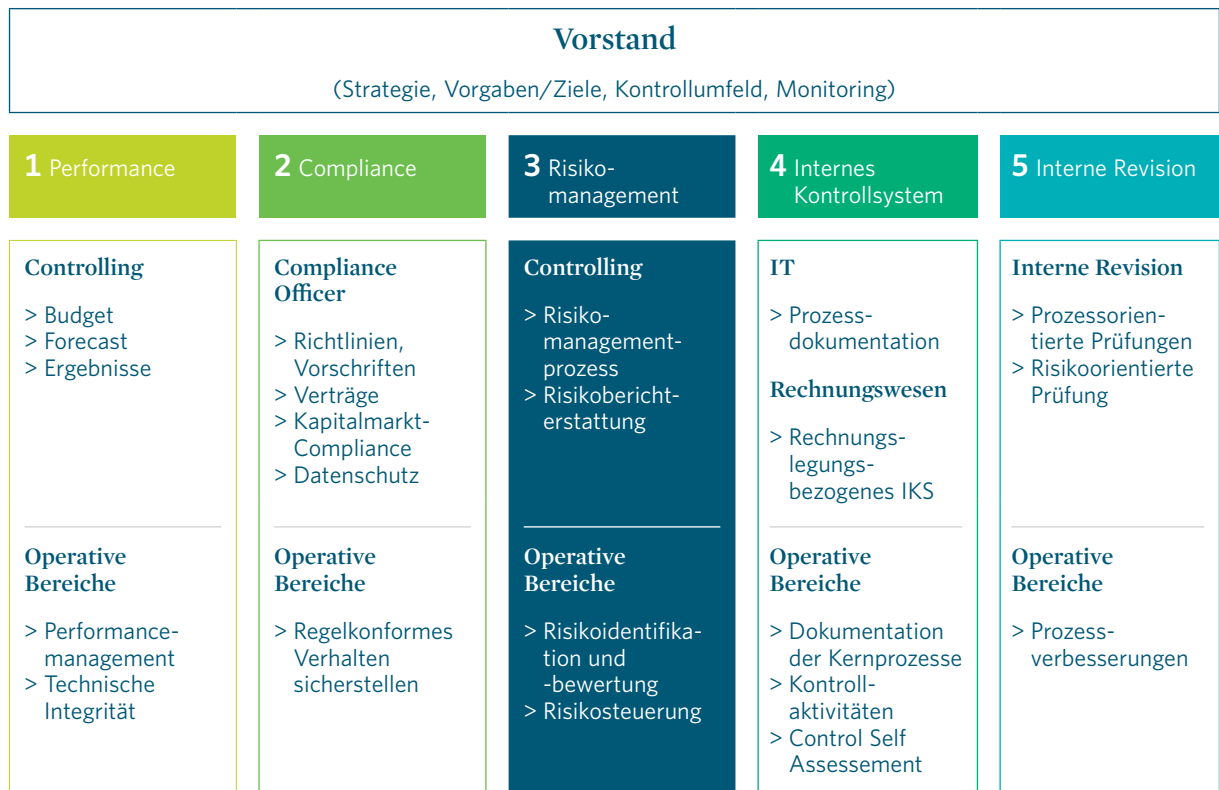 Vorstand
(Strategie, Vorgaben/Ziele, Kontrollumfeld, Monitoring)
1 Performance
2 Compliance
3 Risiko-
management
4 Internes
Kontrollsystem
5 Interne Revision
Controlling
> Budget
> Forecast
> Ergebnisse
Operative
Bereiche
> Performance-
management
> Technische
Integrität
Compliance
Officer
> Richtlinien,
Vorschriften
> Verträge
> Kapitalmarkt-
Compliance
> Datenschutz
Operative
Bereiche
> Regelkonformes
Verhalten
sicherstellen
Controlling
> Risiko-
management-
prozess
> Risikobericht-
erstattung
Operative
Bereiche
> Risikoidentifika-
tion und
-bewertung
> Risikosteuerung
IT
> Prozess-
dokumentation
Rechnungswesen
> Rechnungs-
legungs-
bezogenes IKS
Operative
Bereiche
> Dokumentation
der Kernprozesse
> Kontroll-
aktivitäten
> Control Self
Assessement
Interne Revision
> Prozessorien-
tierte Prüfungen
> Risikoorientierte
Prüfung
Operative
Bereiche
> Prozess-
verbesserungen